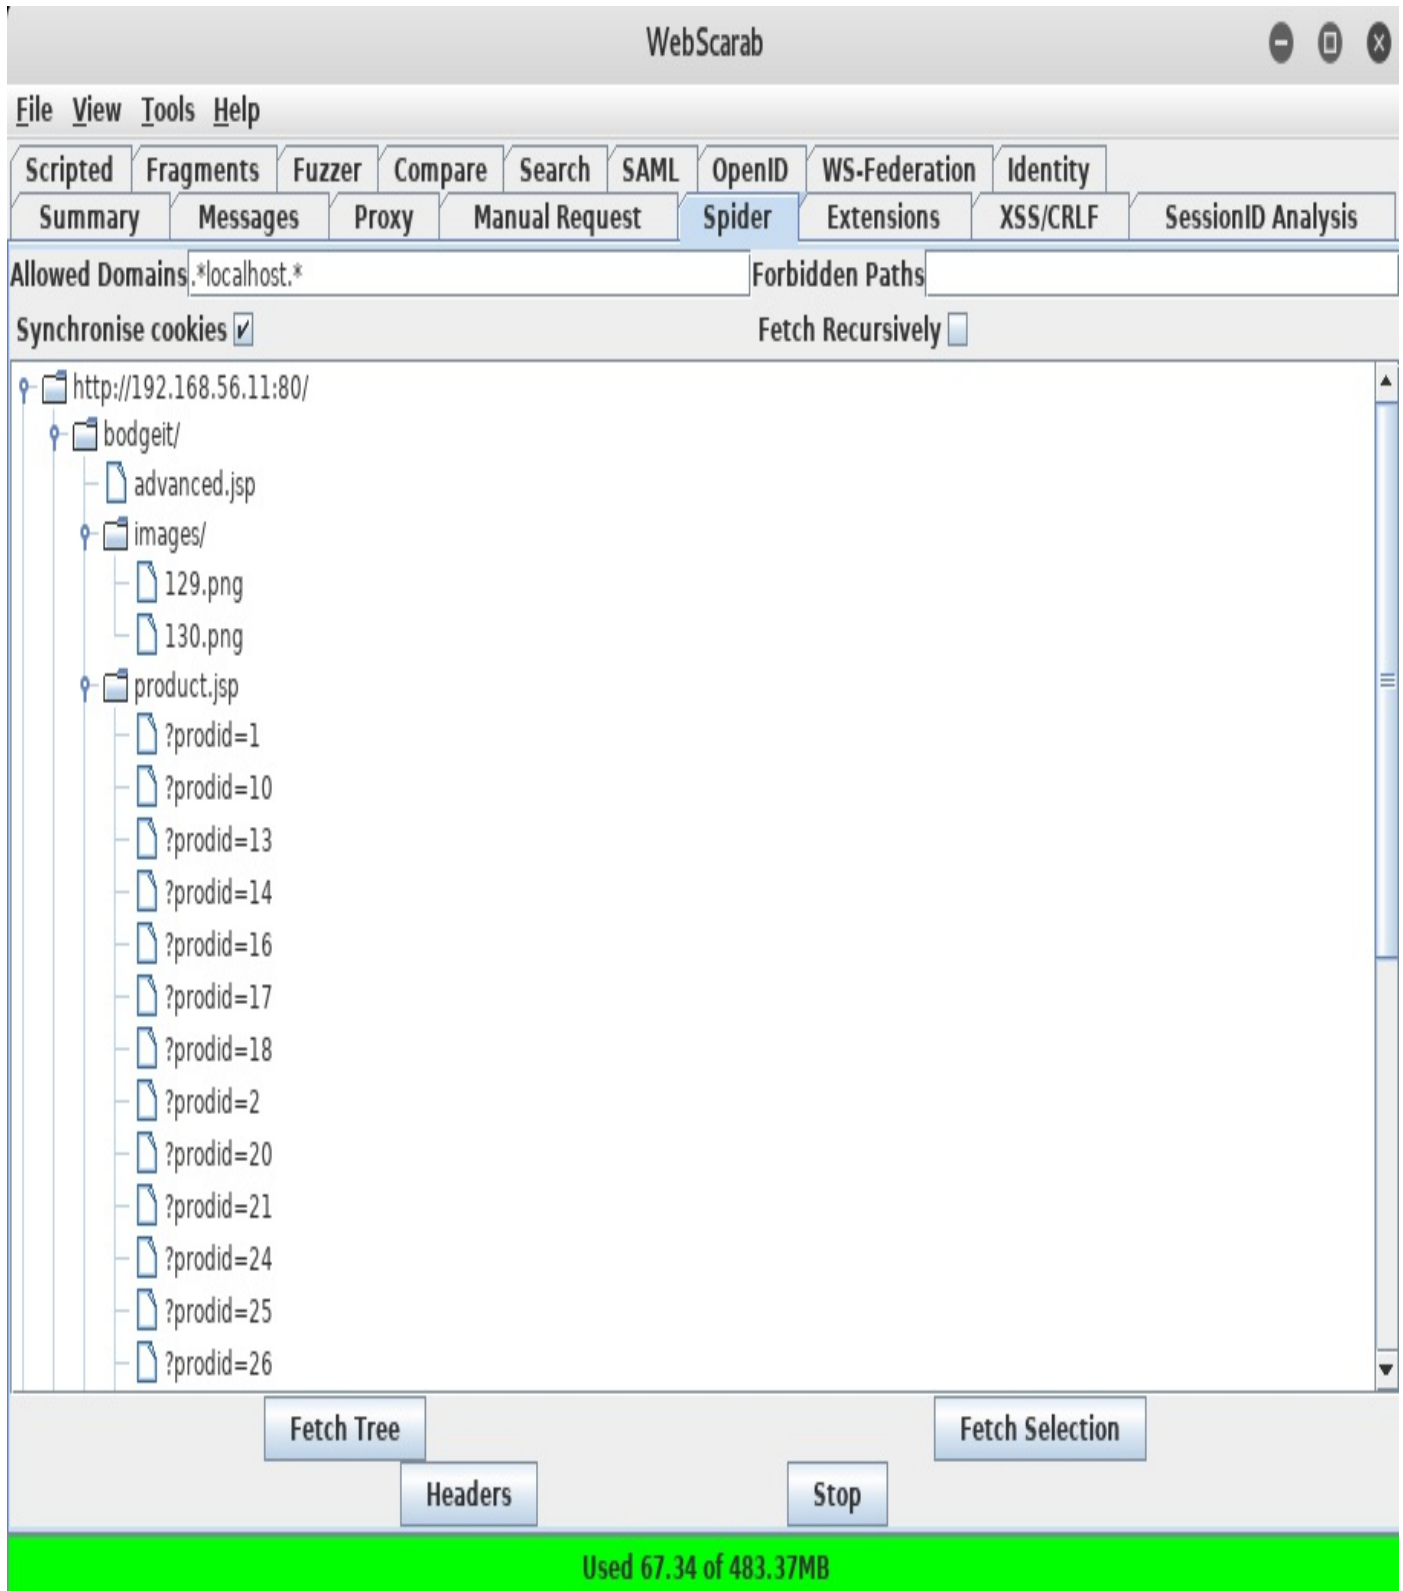 WebScarab
File View Tools Help
Scripted Fragments Fuzzer Compare Search SAML OpenID WS-Federation Identity
Summary Messages Proxy Manual Request Spider Extensions XSS/CRLF SessionID Analysis
Allowed Domains .*localhost.* Forbidden Paths
Synchronise cookies Fetch Recursively
http://192.168.56.11:80/
bodgeit/
advanced.jsp
images/
129.png
130.png
product.jsp
?prodid=1
?prodid=10
?prodid=13
?prodid=14
?prodid=16
?prodid=17
?prodid=18
?prodid=2
?prodid=20
?prodid=21
?prodid=24
?prodid=25
?prodid=26
Fetch Tree Fetch Selection
Headers Stop
Used 67.34 of 483.37MB